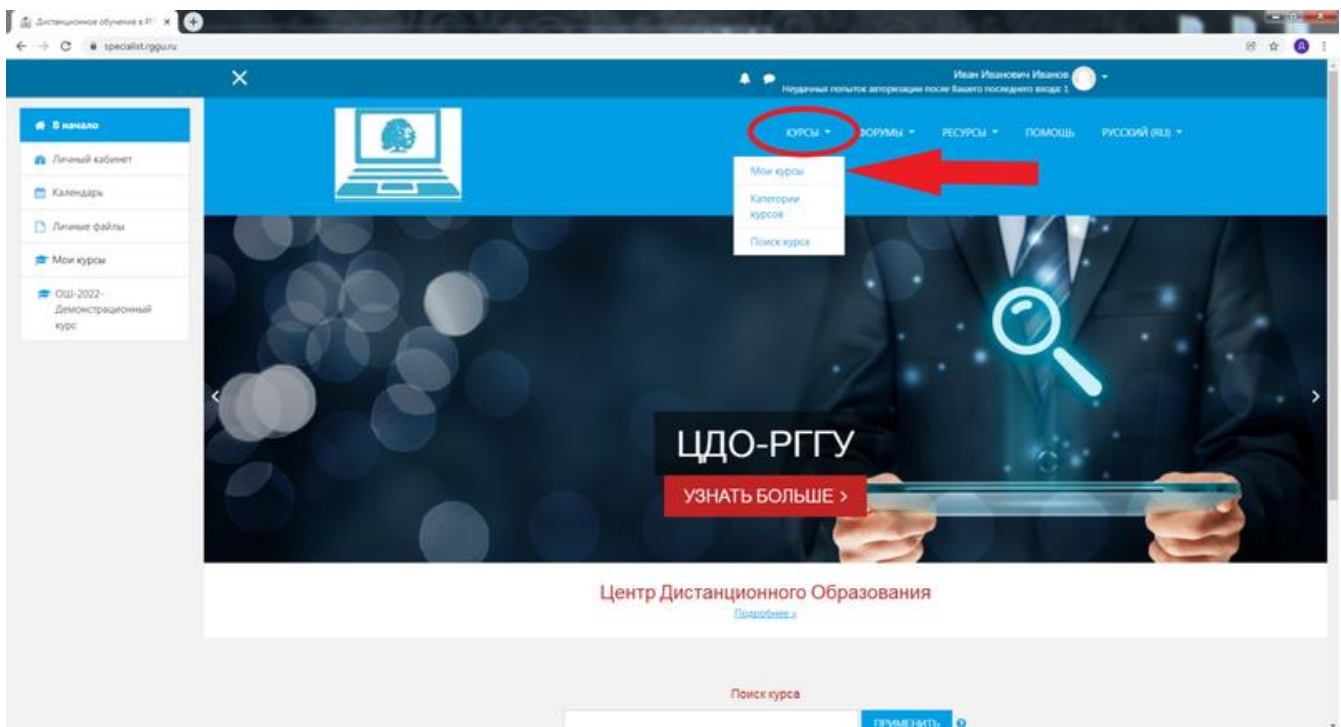 Дистанционное обучение в РГ
specialist.rggu.ru
Иван Иванович Иванов
Неудачных попыток авторизации после Вашего последнего входа: 1
В начало
Личный кабинет
Календарь
Личные файлы
Мои курсы
ОШ-2022-
Демонстрационный
курс
КУРСЫ ФОРУМЫ РЕСУРСЫ ПОМОЩЬ РУССКИЙ (RU)
Мои курсы
Категории
курсов
Поиск курса
ЦДО-РГГУ
УЗНАТЬ БОЛЬШЕ >
Центр Дистанционного Образования
Подробнее »
Поиск курса
ПРИМЕНИТЬ